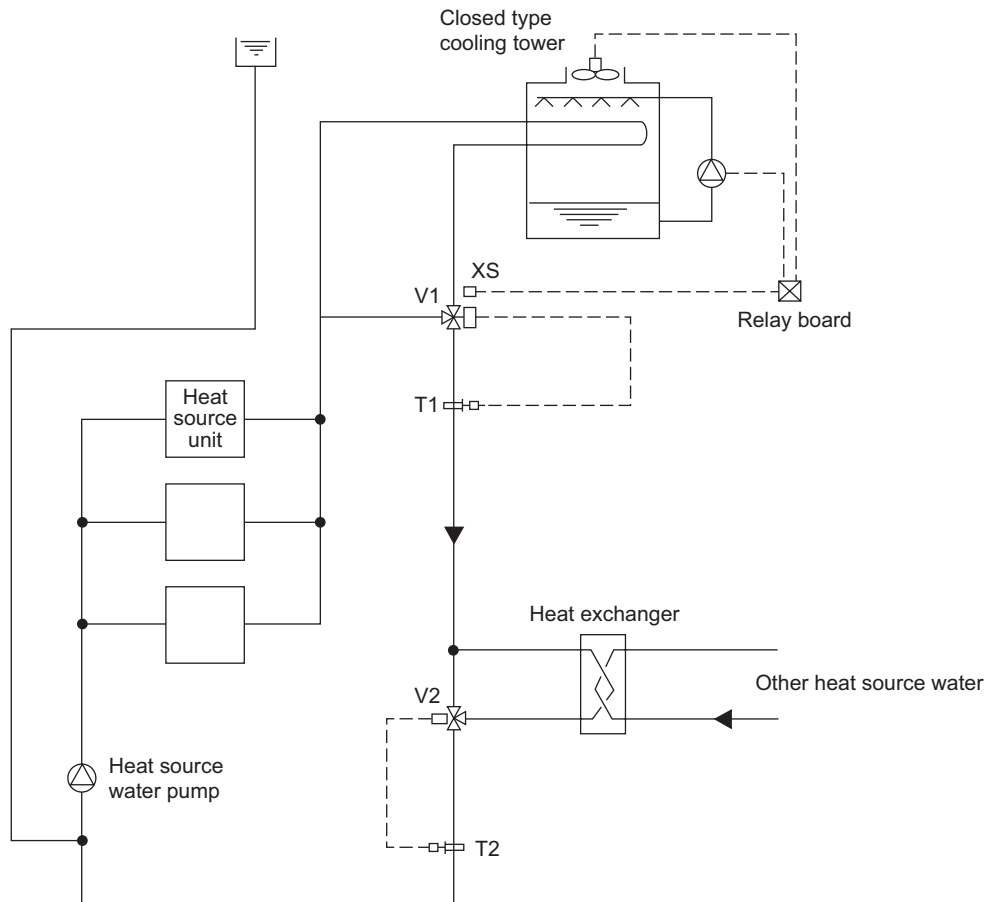 Closed type
cooling tower
XS
V1
Relay board
T1
Heat
source
unit
Heat exchanger
Other heat source water
V2
Heat source
water pump
T2